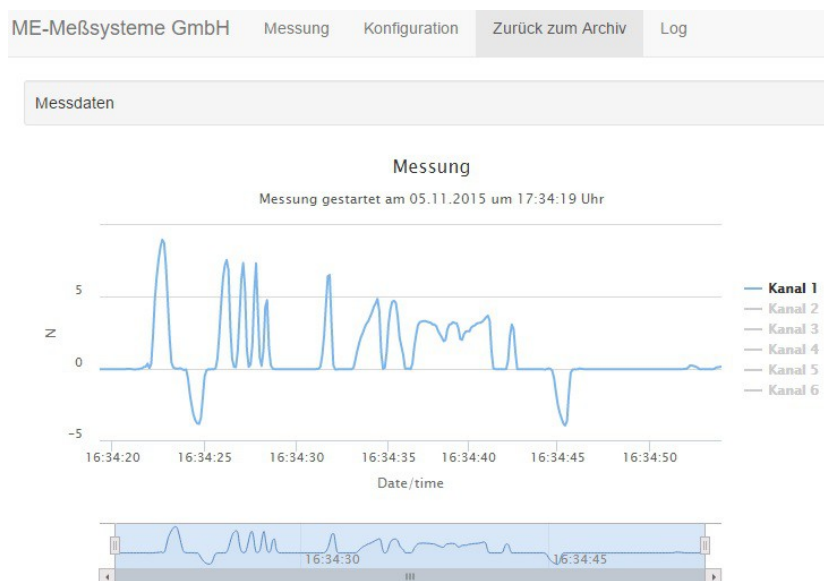 ME-Meßsysteme GmbH Messung Konfiguration Zurück zum Archiv Log
Messdaten
Messung
Messung gestartet am 05.11.2015 um 17:34:19 Uhr
5
N
0
-5
16:34:20 16:34:25 16:34:30 16:34:35 16:34:40 16:34:45 16:34:50
Date/time
Kanal 1
Kanal 2
Kanal 3
Kanal 4
Kanal 5
Kanal 6
16:34:30 16:34:45